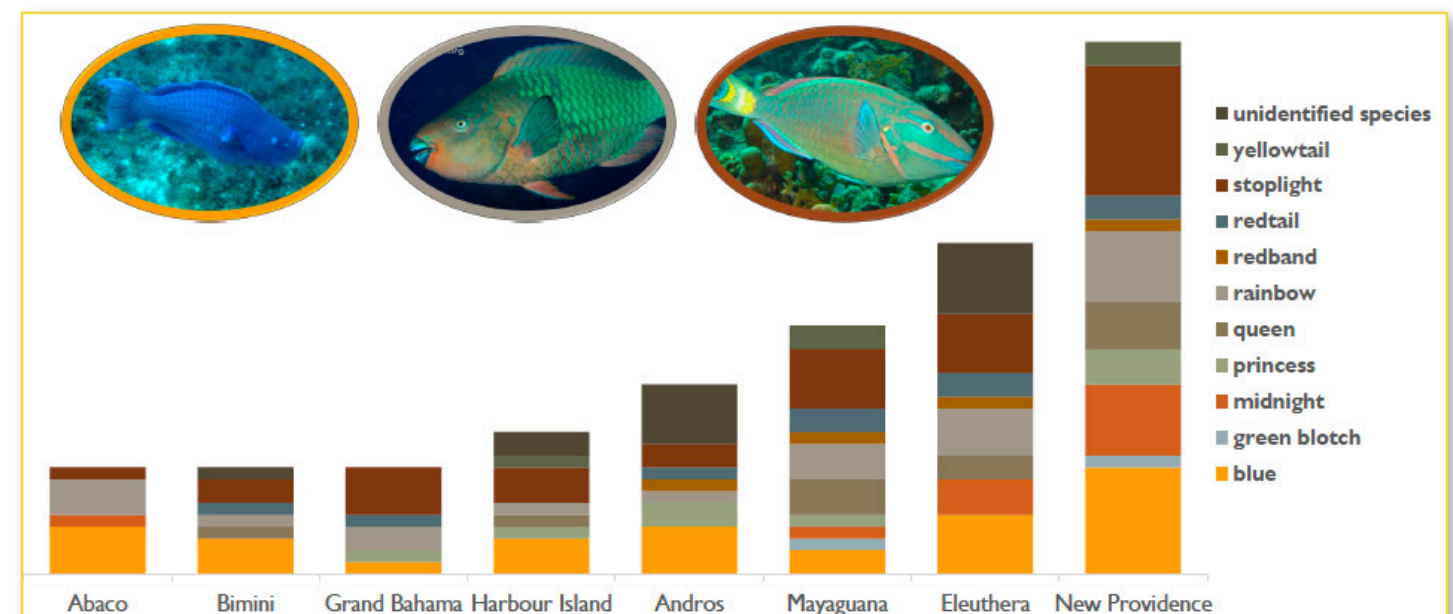 unidentified species
yellowtail
stoplight
redtail
redband
rainbow
queen
princess
midnight
green blotch
blue
Abaco Bimini Grand Bahama Harbour Island Andros Mayaguana Eleuthera New Providence